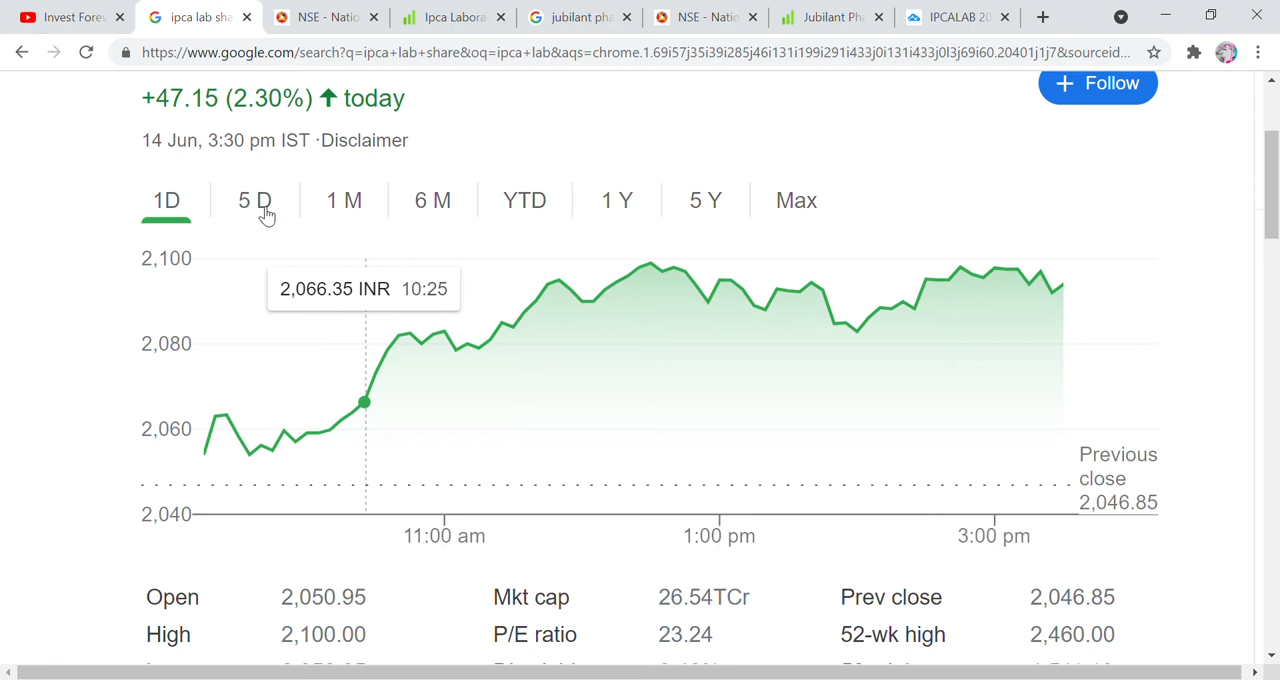 Invest Fore
ipca lab sha
NSE - Natio
Ipca Labora
jubilant pha
NSE - Natio
Jubilant Pha
IPCALAB 20
https://www.google.com/search?q=ipca+lab+share&oq=ipca+lab&aqs=chrome.1.69i57j35i39i285j46i131i199i291i433j0i131i433j0l3j69i60.20401j1j7&sourceid...
+47.15 (2.30%) ↑ today
+ Follow
14 Jun, 3:30 pm IST ·Disclaimer
1D 5 D 1 M 6 M YTD 1 Y 5 Y Max
2,100
2,066.35 INR 10:25
2,080
2,060
Previous
close
2,046.85
2,040
11:00 am 1:00 pm 3:00 pm
Open 2,050.95 Mkt cap 26.54TCr Prev close 2,046.85
High 2,100.00 P/E ratio 23.24 52-wk high 2,460.00